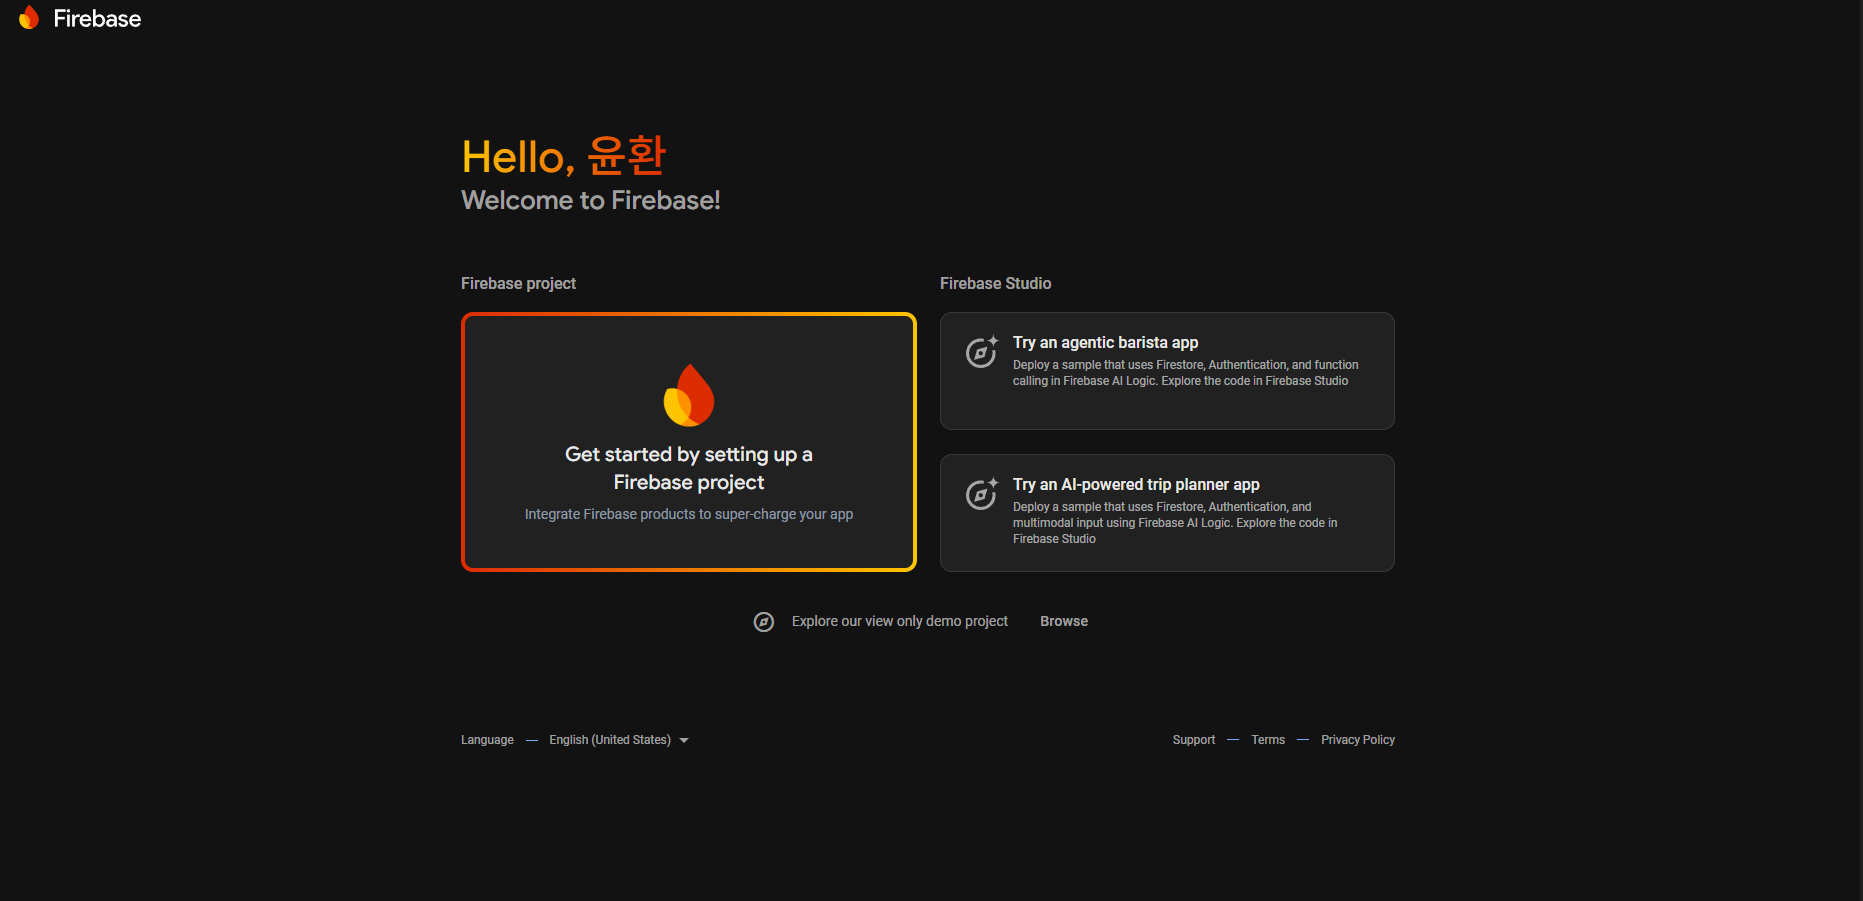 Firebase
Hello, 윤환
Welcome to Firebase!
Firebase project
Get started by setting up a
Firebase project
Integrate Firebase products to super-charge your app
Firebase Studio
Try an agentic barista app
Deploy a sample that uses Firestore, Authentication, and function
calling in Firebase AI Logic. Explore the code in Firebase Studio
Try an AI-powered trip planner app
Deploy a sample that uses Firestore, Authentication, and
multimodal input using Firebase AI Logic. Explore the code in
Firebase Studio
Explore our view only demo project Browse
Language — English (United States)
Support — Terms — Privacy Policy